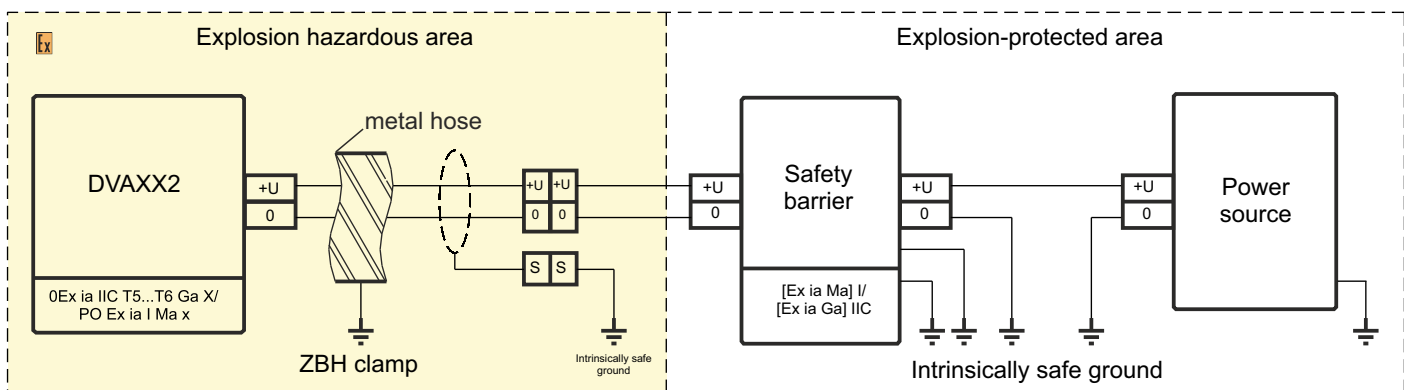 Explosion hazardous area
Explosion-protected area
Ex
metal hose
DVAXX2
+U
0
+U +U
0 0
S S
+U
0
Safety
barrier
+U
0
+U
0
Power
source
0Ex ia IIC T5...T6 Ga X/
PO Ex ia I Ma x
[Ex ia Ma] I/
[Ex ia Ga] IIC
ZBH clamp
Intrinsically safe
ground
Intrinsically safe ground